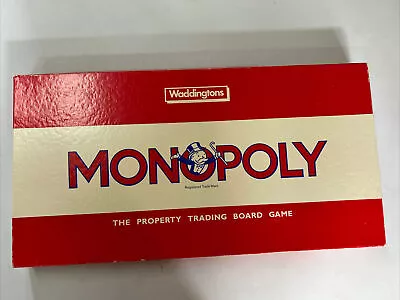 Waddingtons
MONOPOLY
Registered Trade Mark
THE PROPERTY TRADING BOARD GAME